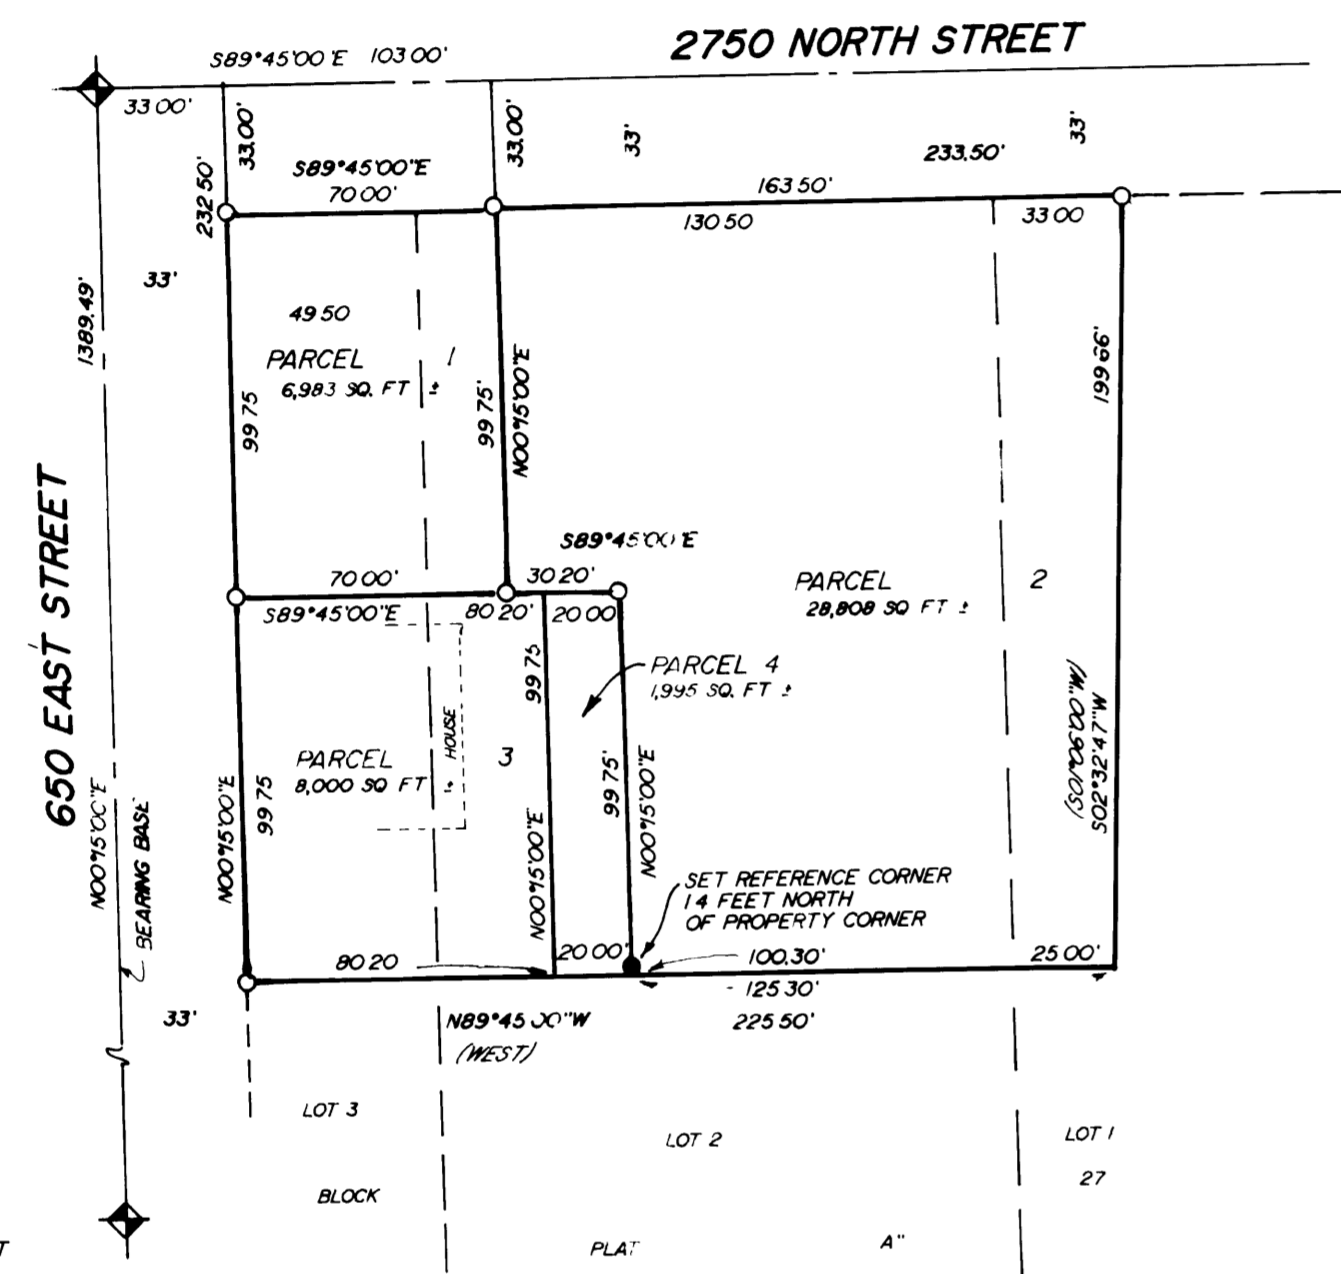 2750 NORTH STREET
S89°45'00"E 103 00'
33 00'
33.00'
33.00'
33'
33'
233.50'
S89°45'00"E
70 00'
163 50'
232 50'
130 50
33 00
33'
1389.49'
49 50
PARCEL 1
6,983 SQ. FT ±
99 75
99 75'
N00°15'00"E
199 66'
650 EAST STREET
S89°45'00"E
70 00'
30 20'
S89°45'00"E
80 20'
20 00'
PARCEL 2
28,808 SQ FT ±
PARCEL 4
1,995 SQ. FT ±
99 75
HOUSE
PARCEL 3
8,000 SQ FT ±
99 75'
N00°15'00"E
S02°32'47"W
N00°15'00"E
BEARING BASE
N00°15'00"E
99 75
N00°15'00"E
SET REFERENCE CORNER
1 4 FEET NORTH
OF PROPERTY CORNER
80 20
20 00'
100.30'
25 00'
125 30'
33'
N89°45'00"W
225 50'
(WEST)
LOT 3
LOT 2
LOT 1
27
BLOCK
PLAT A"
T